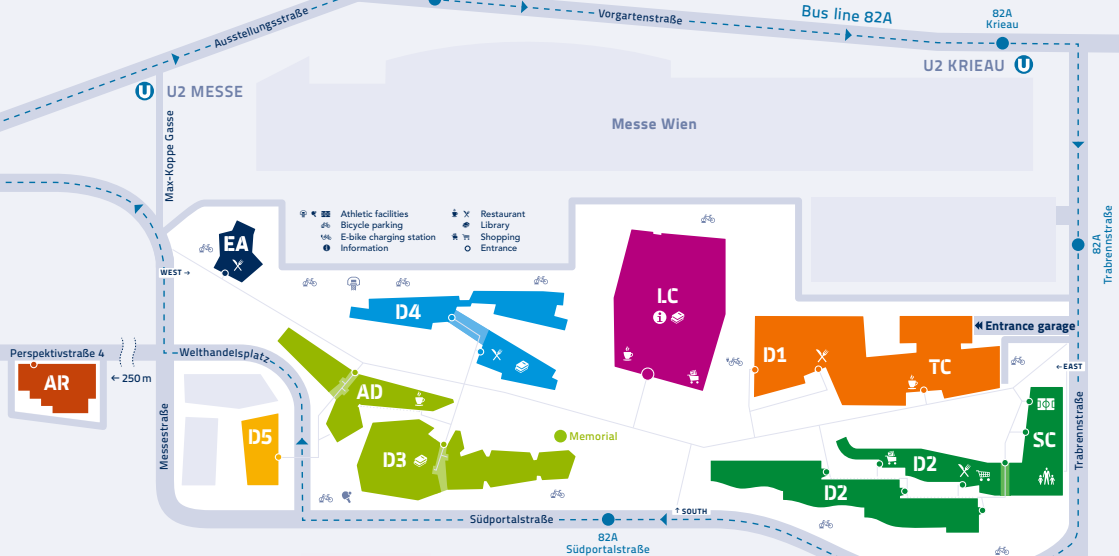 Bus line 82A
82A
Krieau
Vorgartenstraße
Ausstellungsstraße
U2 KRIEAU
U
U
U2 MESSE
Messe Wien
Max-Koppe Gasse
Athletic facilities
Bicycle parking
E-bike charging station
Information
Restaurant
Library
Shopping
Entrance
82A
Trabrennstraße
EA
WEST →
D4
LC
i
Entrance garage
D1
TC
← EAST
Perspektivstraße 4
Welthandelsplatz
← 250 m
AR
AD
D5
D3
Memorial
D2
D2
SC
Messestraße
Trabrennstraße
↑ SOUTH
Südportalstraße
82A
Südportalstraße